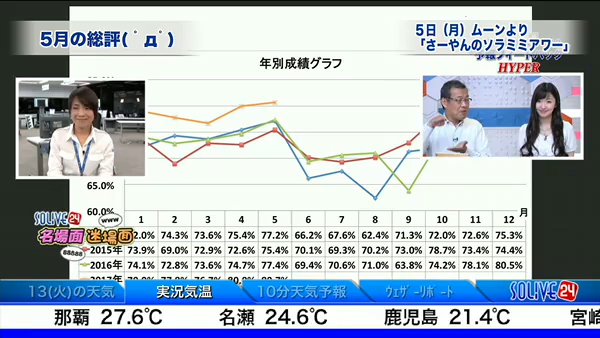 5月の総評( ゚д゚)
5日（月）ムーンより
「さーやんのソラミミアワー」
HYPER
年別成績グラフ
65.0%
60.0%
1 2 3 4 5 6 7 8 9 10 11 12 月
74.3% 73.6% 75.4% 77.2% 66.2% 67.6% 62.4% 71.3% 72.0% 72.6% 75.3%
2015年 73.9% 69.0% 72.9% 72.6% 75.4% 70.1% 69.3% 70.2% 73.0% 78.7% 73.7% 74.4%
2016年 74.1% 72.8% 73.6% 74.7% 77.4% 69.4% 70.6% 71.0% 63.8% 74.2% 78.1% 80.5%
SOLiVE24
www
名場面 迷場面
88888
13(火)の天気 実況気温 10分天気予報 ウェザーリポート SOLiVE24
那覇 27.6℃ 名瀬 24.6℃ 鹿児島 21.4℃ 宮崎